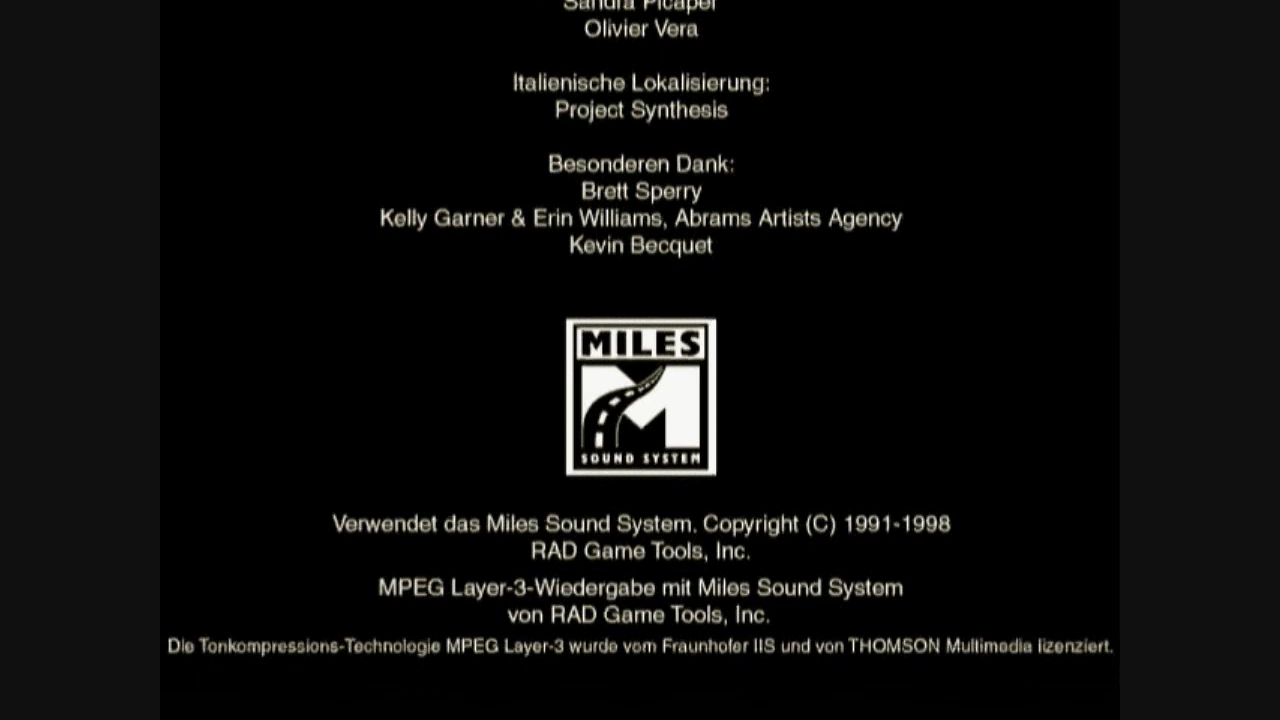 Sandra Picaper
Olivier Vera
Italienische Lokalisierung:
Project Synthesis
Besonderen Dank:
Brett Sperry
Kelly Garner & Erin Williams, Abrams Artists Agency
Kevin Becquet
MILES
SOUND SYSTEM
Verwendet das Miles Sound System. Copyright (C) 1991-1998
RAD Game Tools, Inc.
MPEG Layer-3-Wiedergabe mit Miles Sound System
von RAD Game Tools, Inc.
Die Tonkompressions-Technologie MPEG Layer-3 wurde vom Fraunhofer IIS und von THOMSON Multimedia lizenziert.